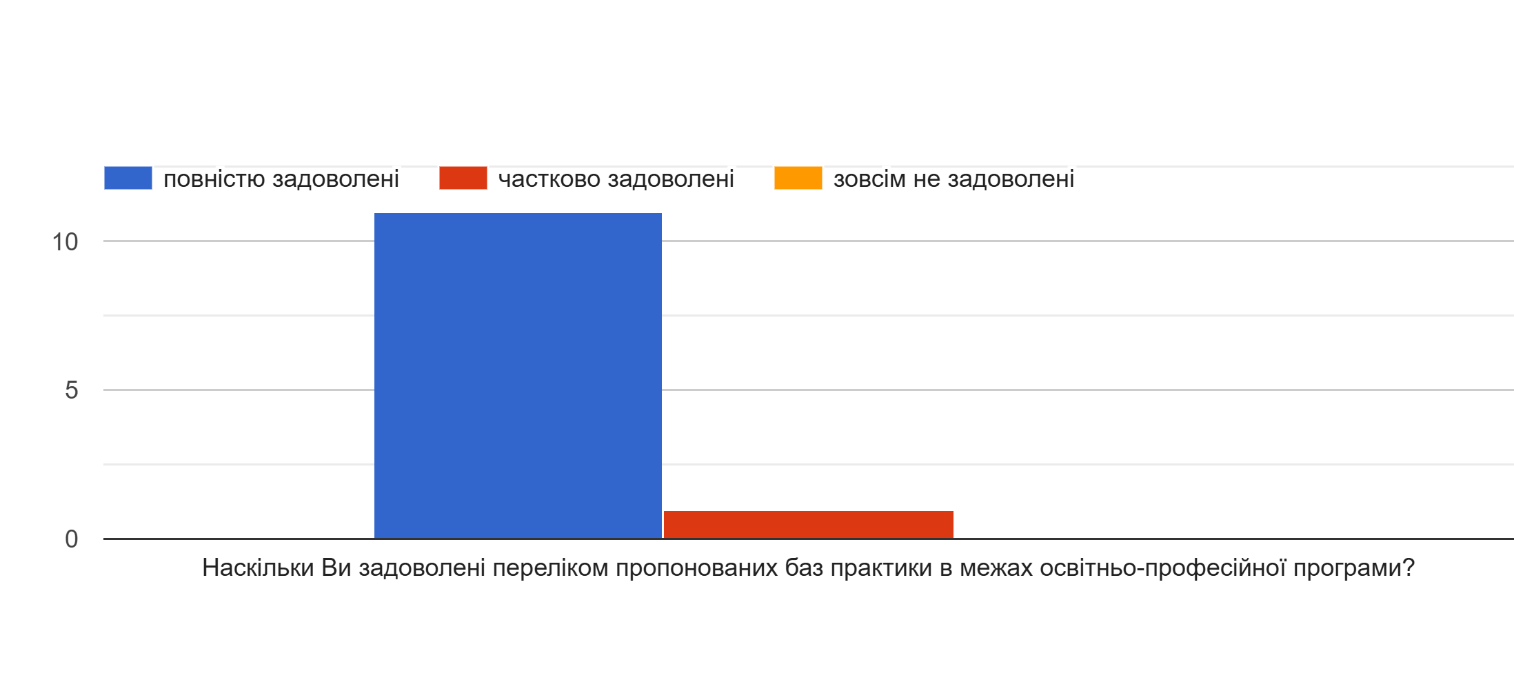 повністю задоволені частково задоволені зовсім не задоволені
10
5
0
Наскільки Ви задоволені переліком пропонованих баз практики в межах освітньо-професійної програми?